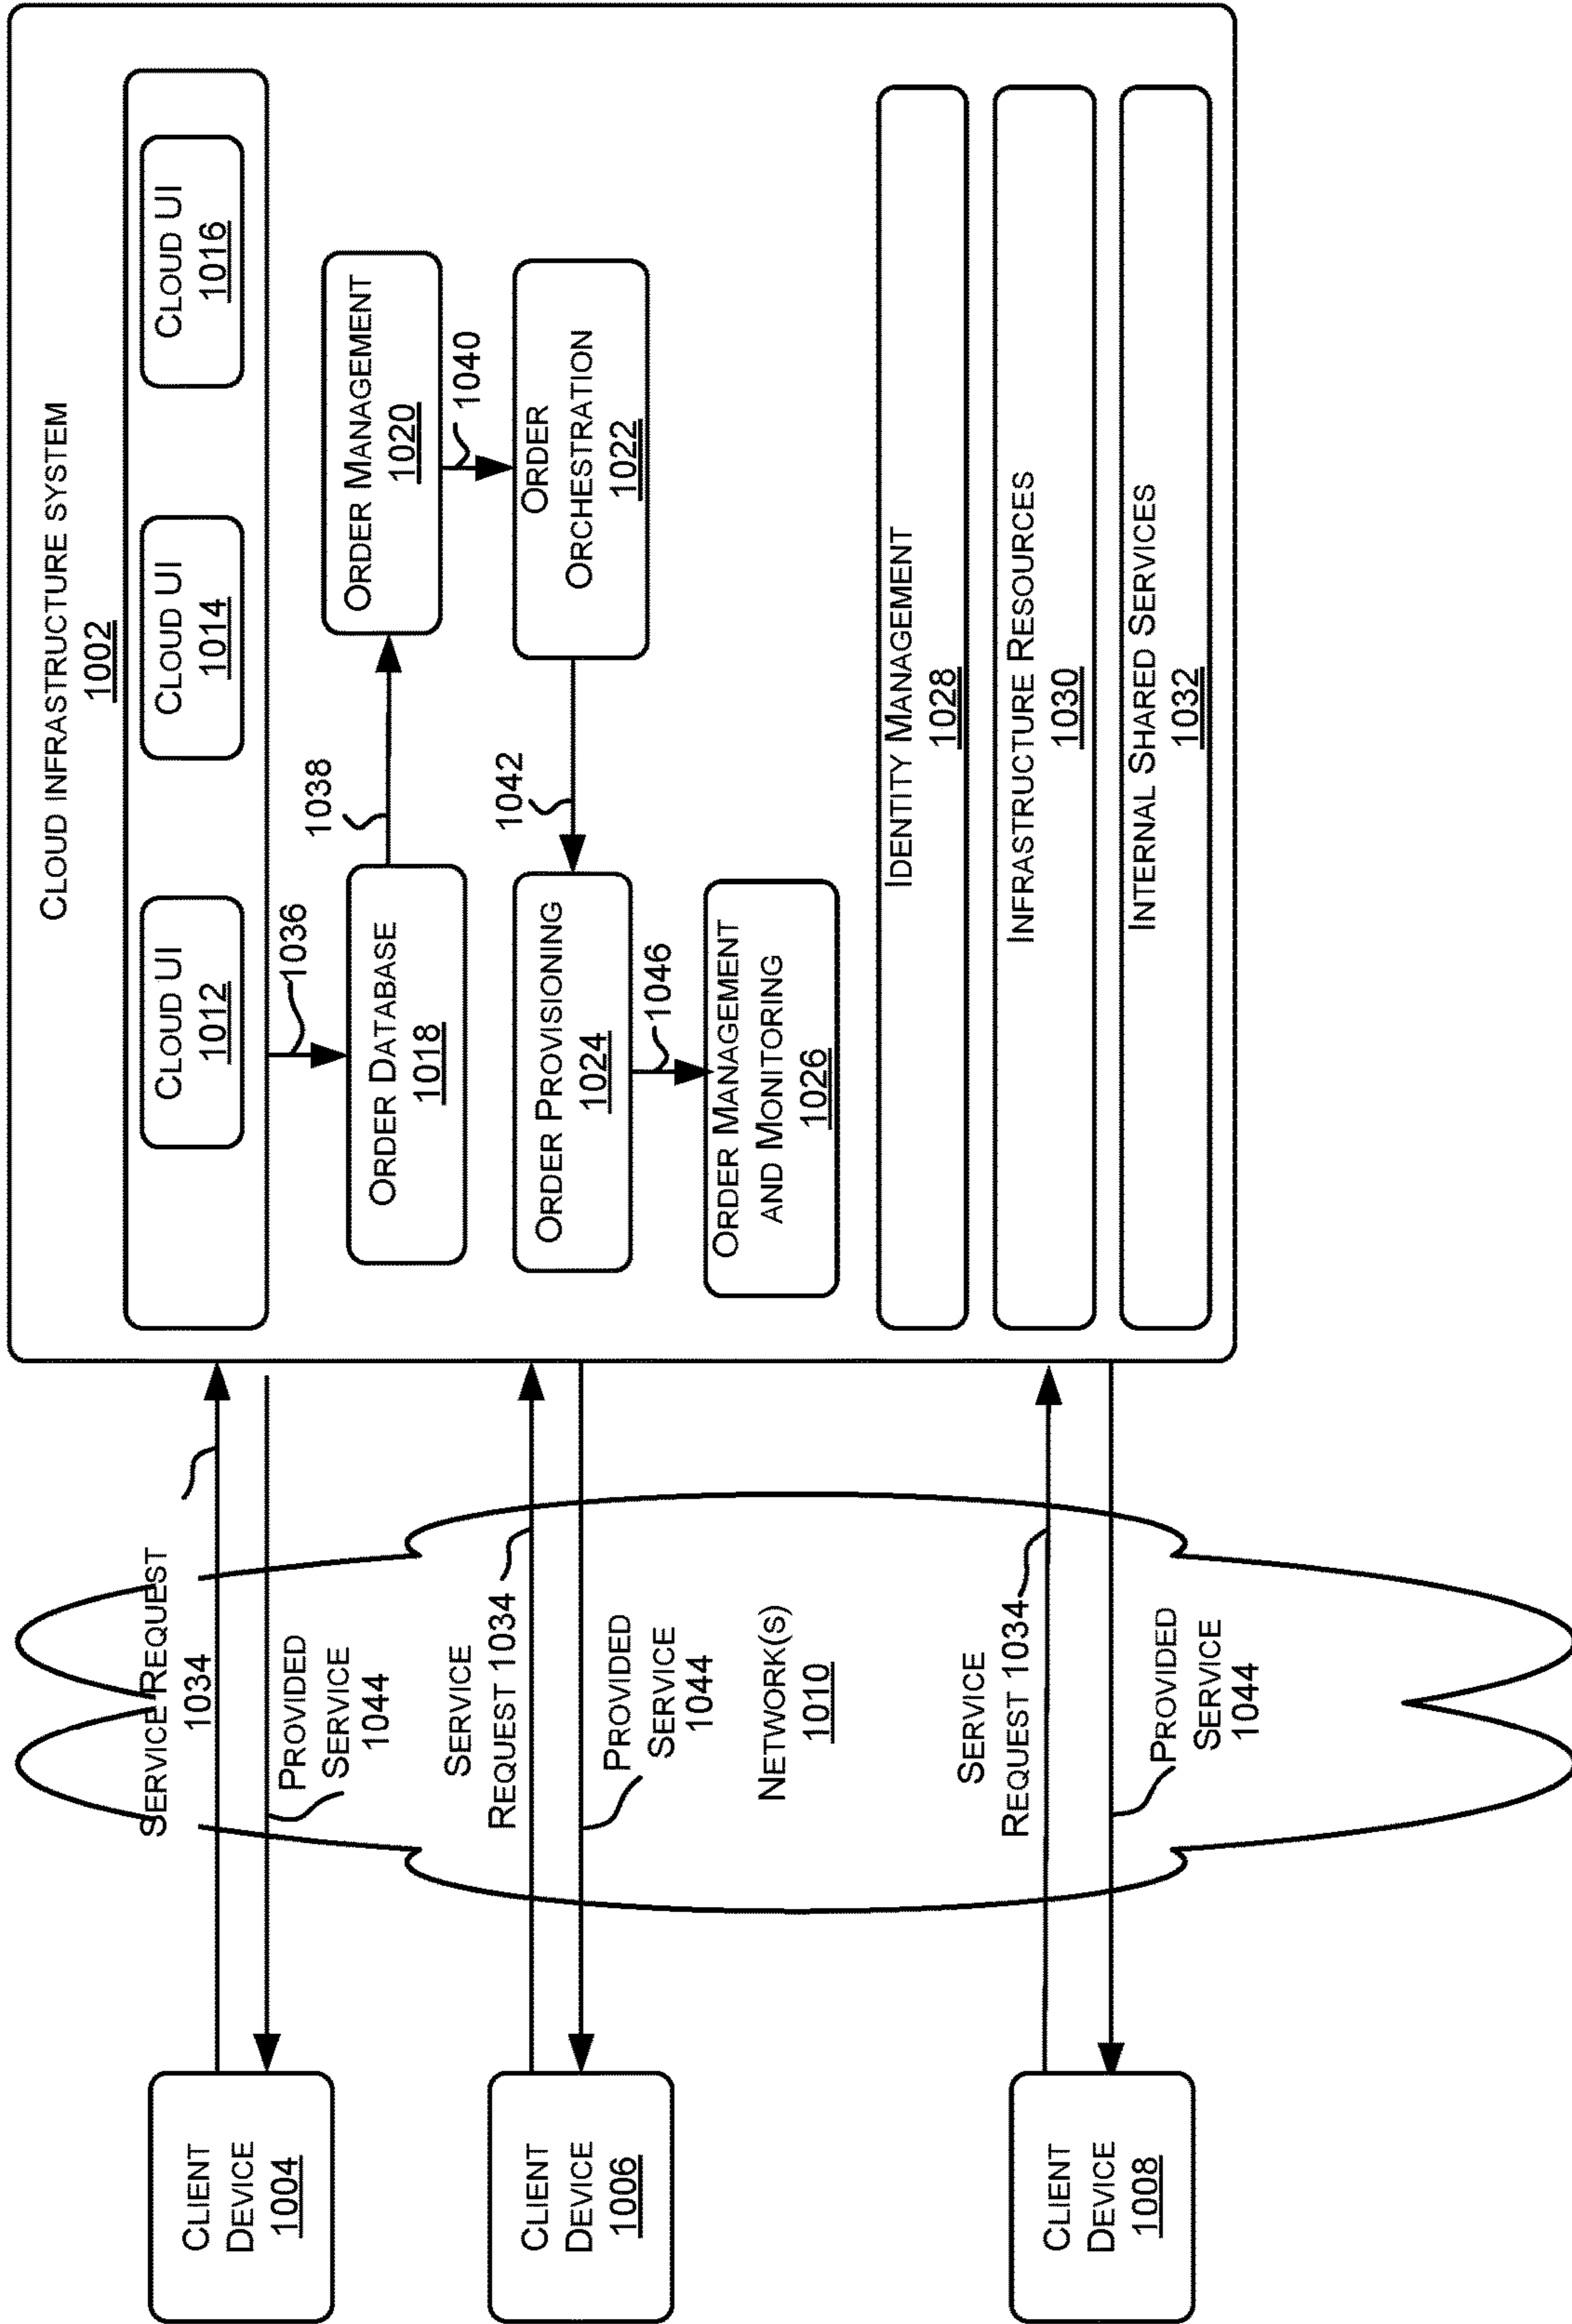 CLOUD INFRASTRUCTURE SYSTEM
1002
CLOUD UI
1012
CLOUD UI
1014
CLOUD UI
1016
1036
ORDER DATABASE
1018
1038
ORDER MANAGEMENT
1020
1040
ORDER
ORCHESTRATION
1022
1042
ORDER PROVISIONING
1024
1046
ORDER MANAGEMENT
AND MONITORING
1026
IDENTITY MANAGEMENT
1028
INFRASTRUCTURE RESOURCES
1030
INTERNAL SHARED SERVICES
1032
SERVICE REQUEST
1034
PROVIDED
SERVICE
1044
SERVICE
REQUEST 1034
PROVIDED
SERVICE
1044
NETWORK(S)
1010
SERVICE
REQUEST 1034
PROVIDED
SERVICE
1044
CLIENT
DEVICE
1004
CLIENT
DEVICE
1006
CLIENT
DEVICE
1008